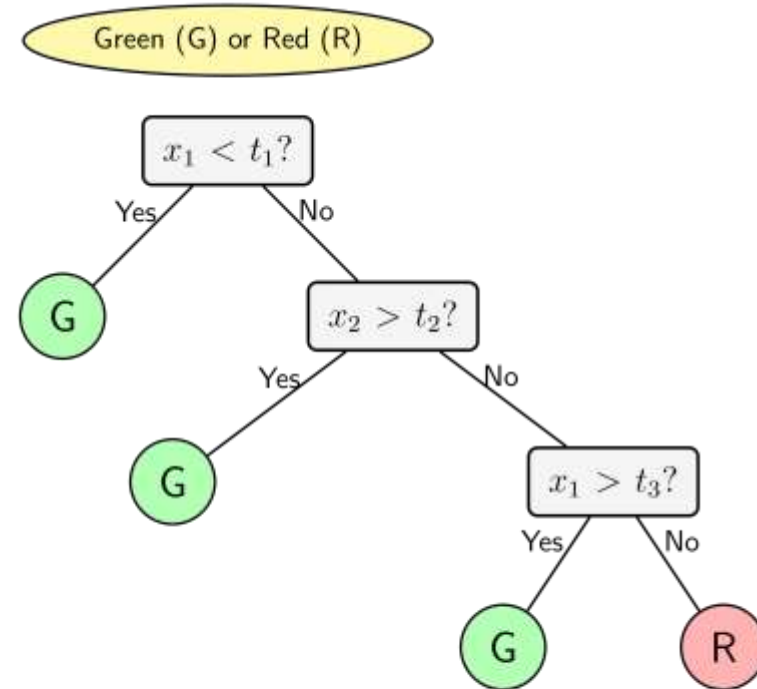 Green (G) or Red (R)
x₁ < t₁?
Yes
No
G
x₂ > t₂?
Yes
No
G
x₁ > t₃?
Yes
No
G
R